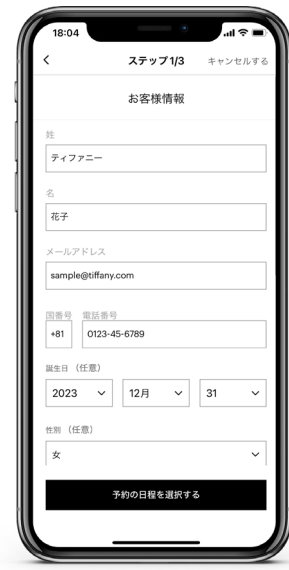 18:04
ステップ1/3 キャンセルする
お客様情報
姓
ティファニー
名
花子
メールアドレス
sample@tiffany.com
国番号 電話番号
+81 0123-45-6789
誕生日 (任意)
2023 12月 31
性別 (任意)
女
予約の日程を選択する